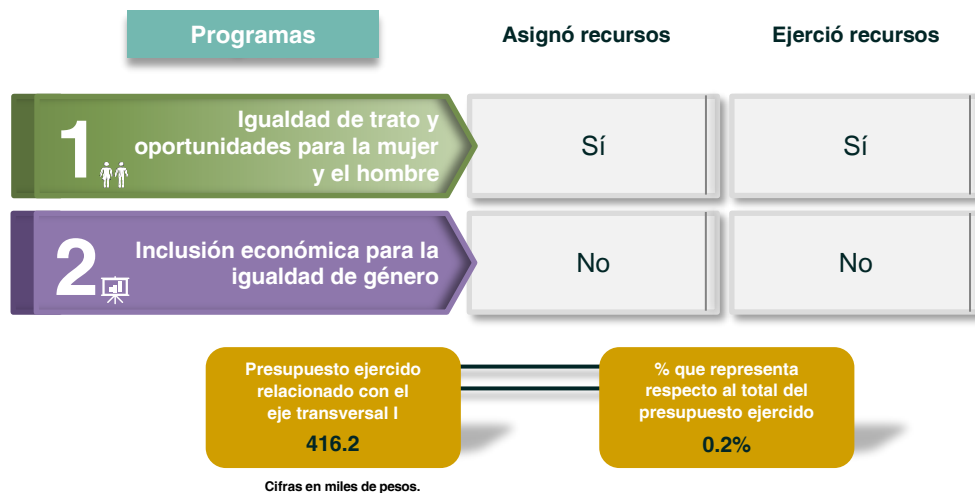 Programas
Asignó recursos
Ejerció recursos
1
Igualdad de trato y
oportunidades para la mujer
y el hombre
Sí
Sí
2
Inclusión económica para la
igualdad de género
No
No
Presupuesto ejercido
relacionado con el
eje transversal I
416.2
% que representa
respecto al total del
presupuesto ejercido
0.2%
Cifras en miles de pesos.